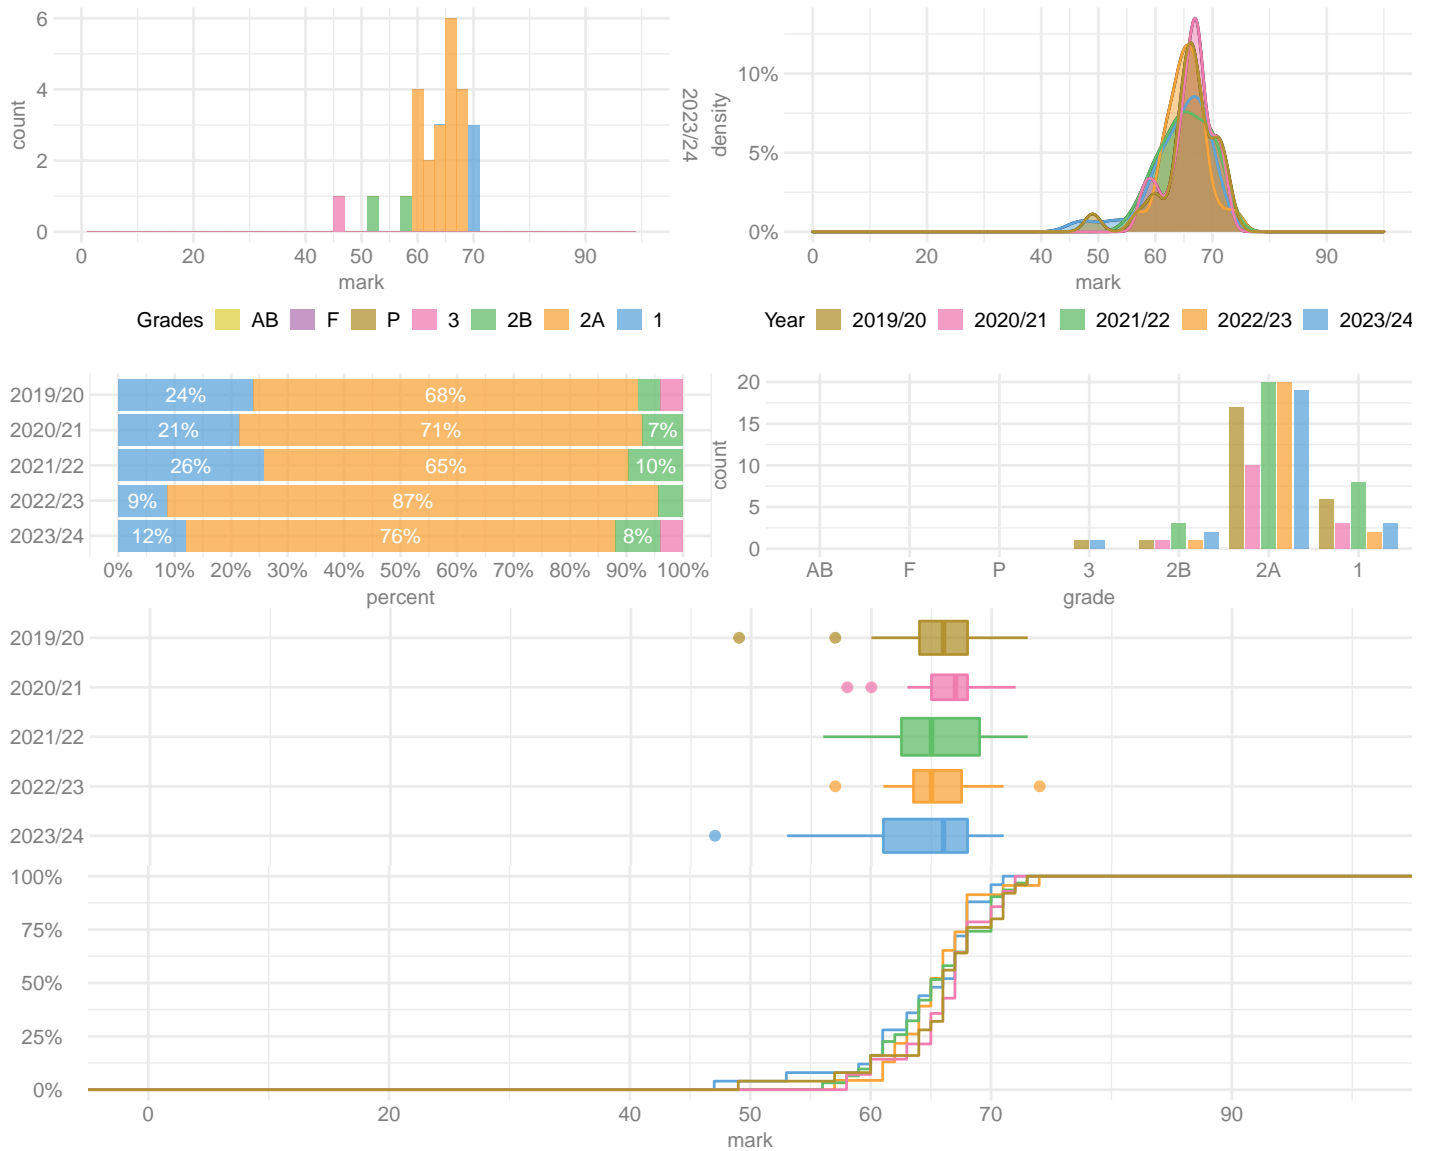 6
4
2
0
count
0 20 40 50 60 70 90
mark
2023/24
10%
5%
0%
density
0 20 40 50 60 70 90
mark
Grades AB F P 3 2B 2A 1
Year 2019/20 2020/21 2021/22 2022/23 2023/24
2019/20 24% 68%
2020/21 21% 71% 7%
2021/22 26% 65% 10%
2022/23 9% 87%
2023/24 12% 76% 8%
0% 10% 20% 30% 40% 50% 60% 70% 80% 90% 100%
percent
20
15
10
5
0
count
AB F P 3 2B 2A 1
grade
2019/20
2020/21
2021/22
2022/23
2023/24
100%
75%
50%
25%
0%
0 20 40 50 60 70 90
mark